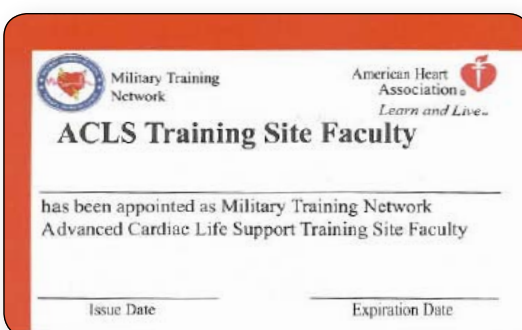 Military Training
Network
American Heart
Association®
Learn and Live℠
ACLS Training Site Faculty
has been appointed as Military Training Network
Advanced Cardiac Life Support Training Site Faculty
Issue Date
Expiration Date